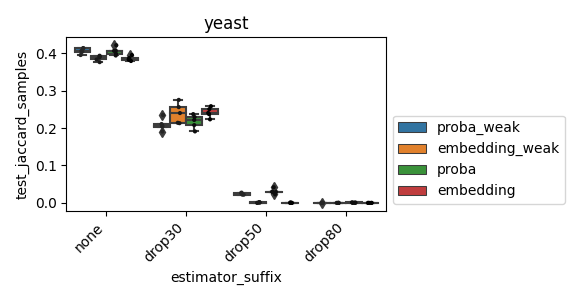 yeast
test_jaccard_samples
0.4
0.3
0.2
0.1
0.0
none
drop30
drop50
drop80
estimator_suffix
proba_weak
embedding_weak
proba
embedding